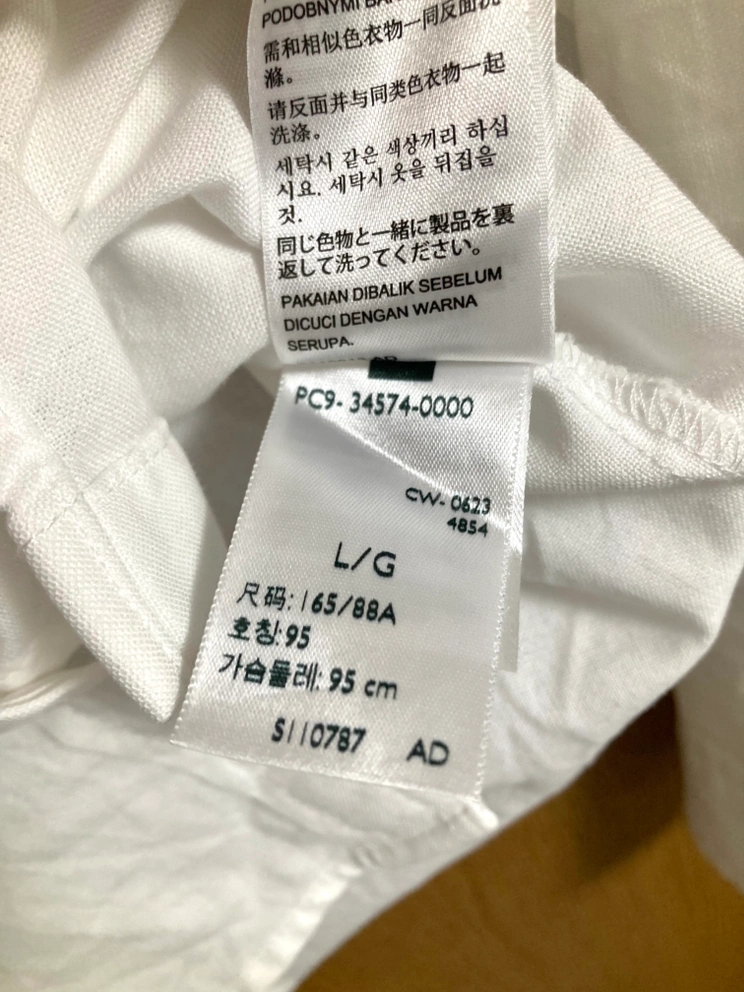 PODOBNYMI
需和相似色衣物一同反面洗
滌。
请反面并与同类色衣物一起
洗涤。
세탁시 같은 색상끼리 하십
시요. 세탁시 옷을 뒤집을
것.
同じ色物と一緒に製品を裏
返して洗ってください。
PAKAIAN DIBALIK SEBELUM
DICUCI DENGAN WARNA
SERUPA.
PC9- 34574-0000
CW- 0623
4854
L/G
尺码: 165/88A
호칭:95
가슴둘레: 95 cm
S110787 AD